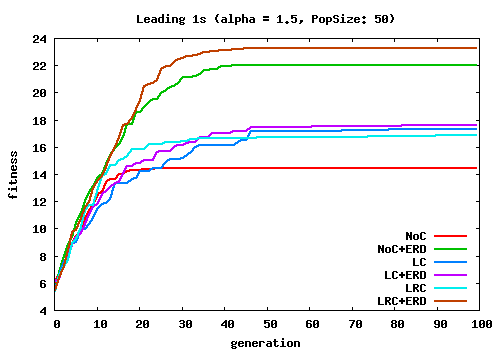 Leading 1s (alpha = 1.5, PopSize: 50)
fitness
24
22
20
18
16
14
12
10
8
6
4
NoC
NoC+ERD
LC
LC+ERD
LRC
LRC+ERD
0 10 20 30 40 50 60 70 80 90 100
generation